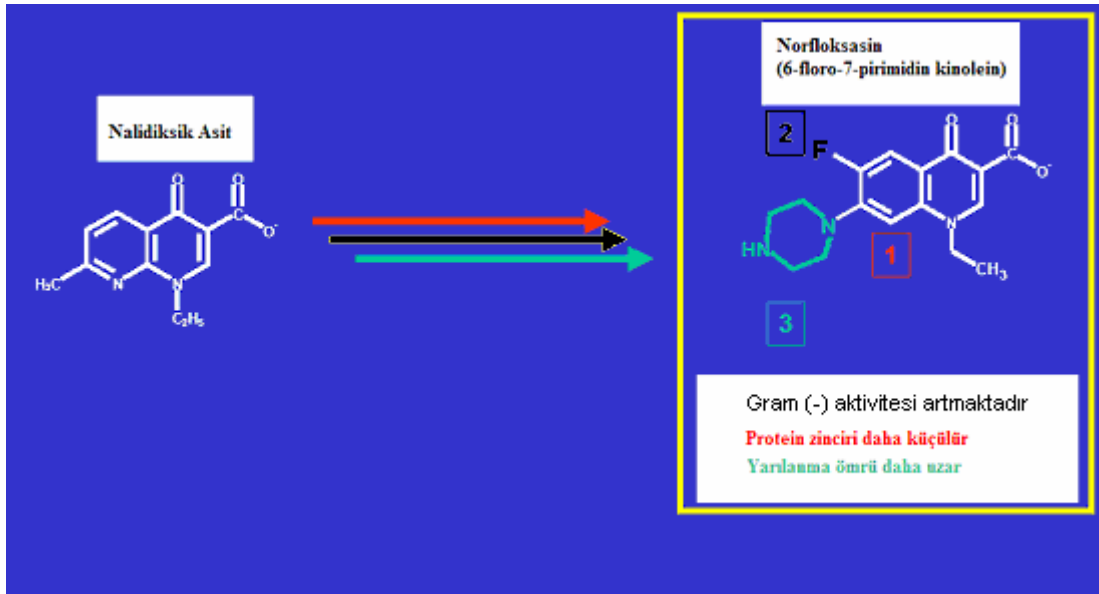 Nalidiksik Asit
O
O
C
O-
H₃C
N
N
C₂H₅
Norfloksasin
(6-floro-7-pirimidin kinolein)
2
F
O
O
C
O-
N
HN
N
1
CH₃
3
Gram (-) aktivitesi artmaktadır
Protein zinciri daha küçülür
Yarılanma ömrü daha uzar